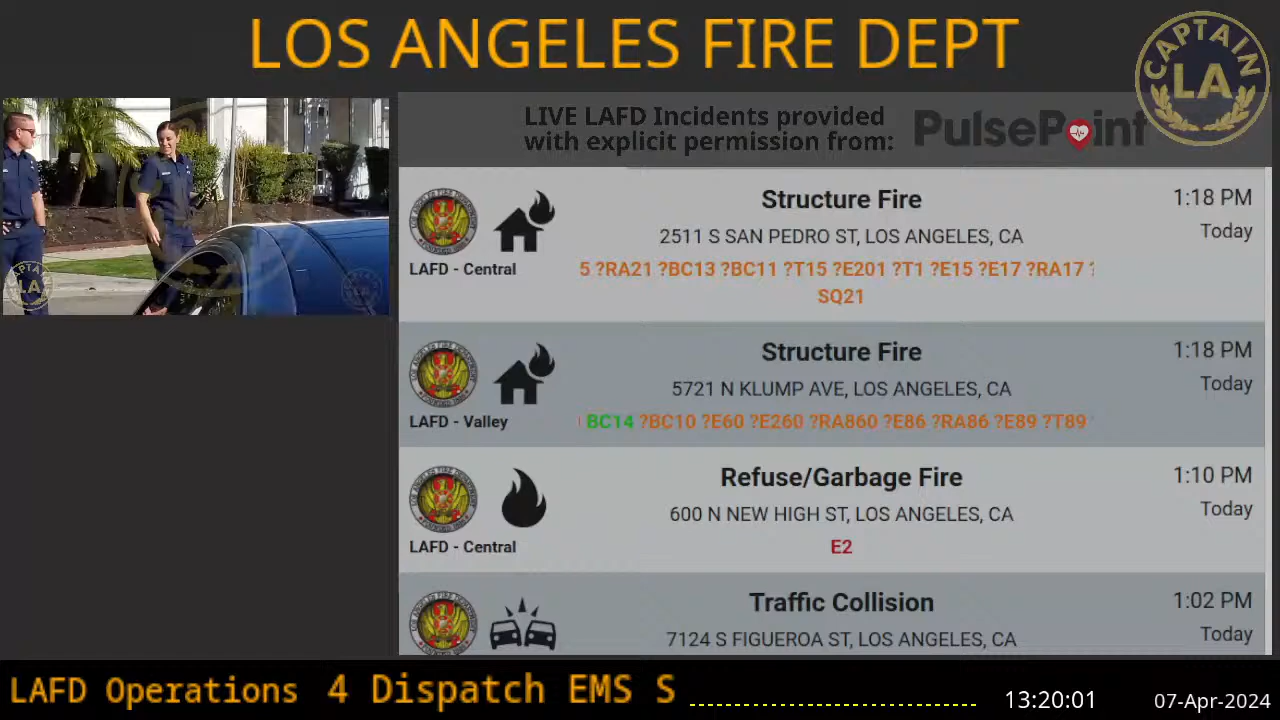 LOS ANGELES FIRE DEPT
CAPTAIN
LA
LIVE LAFD Incidents provided
with explicit permission from:
PulsePoint
Structure Fire
1:18 PM
2511 S SAN PEDRO ST, LOS ANGELES, CA
Today
LAFD - Central
5 ?RA21 ?BC13 ?BC11 ?T15 ?E201 ?T1 ?E15 ?E17 ?RA17 ?
SQ21
Structure Fire
1:18 PM
5721 N KLUMP AVE, LOS ANGELES, CA
Today
LAFD - Valley
BC14 ?BC10 ?E60 ?E260 ?RA860 ?E86 ?RA86 ?E89 ?T89
Refuse/Garbage Fire
1:10 PM
600 N NEW HIGH ST, LOS ANGELES, CA
Today
LAFD - Central
E2
Traffic Collision
1:02 PM
7124 S FIGUEROA ST, LOS ANGELES, CA
Today
CAPTAIN
LA
LAFD Operations 4 Dispatch EMS S
13:20:01
07-Apr-2024